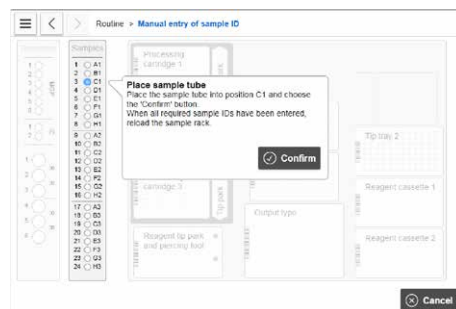 Routine > Manual entry of sample ID
Samples
1 A1
2 B1
3 C1
4 D1
5 E1
6 F1
7 G1
8 H1
9 A2
10 B2
11 C2
12 D2
13 E2
14 F2
15 G2
16 H2
17 A3
18 B3
19 C3
20 D3
21 E3
22 F3
23 G3
24 H3
Processing
cartridge 1
Place sample tube
Place the sample tube into position C1 and choose
the 'Confirm' button.
When all required sample IDs have been entered,
reload the sample rack.
Confirm
cartridge 3
Tip park
Reagent tip park
and piercing tool
Output type
Tip tray 2
Reagent cassette 1
Reagent cassette 2
Cancel